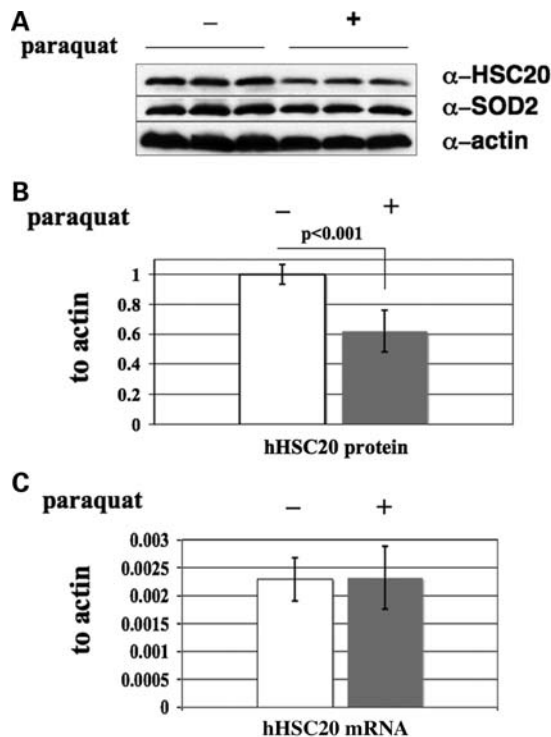 A
– +
paraquat
α–HSC20
α–SOD2
α–actin
B
paraquat – +
p<0.001
1
0.8
0.6
0.4
0.2
0
to actin
hHSC20 protein
C
paraquat – +
0.003
0.0025
0.002
0.0015
0.001
0.0005
0
to actin
hHSC20 mRNA